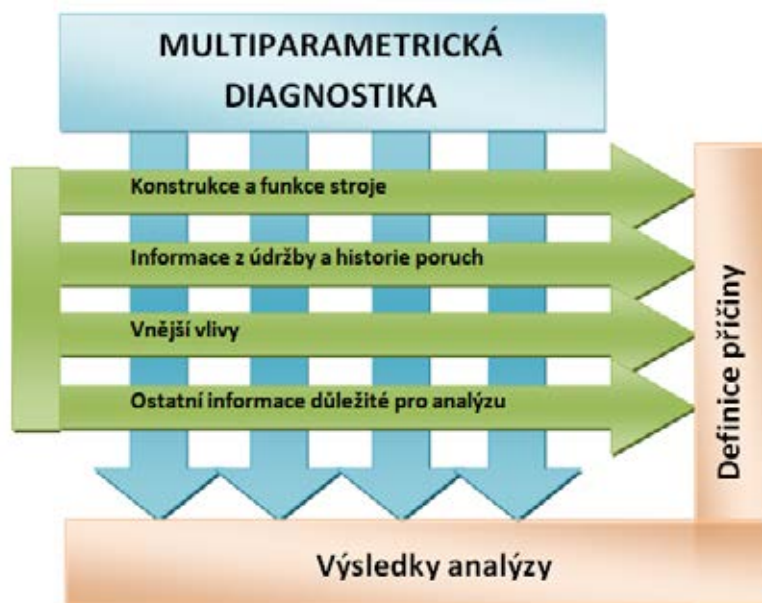 MULTIPARAMETRICKÁ
DIAGNOSTIKA
Konstrukce a funkce stroje
Informace z údržby a historie poruch
Vnější vlivy
Ostatní informace důležité pro analýzu
Definice příčiny
Výsledky analýzy